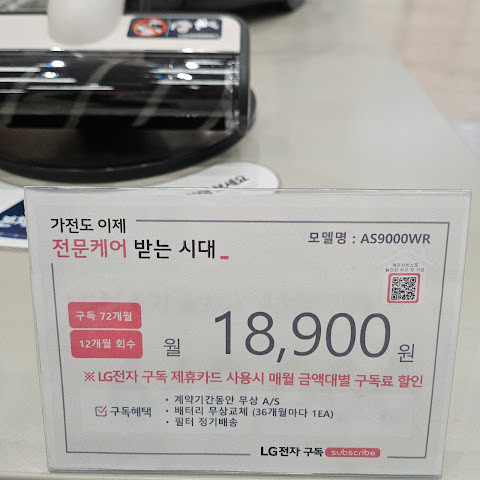 가전도 이제
전문케어 받는 시대
모델명 : AS9000WR
구독 72개월
12개월 회수
월 18,900원
※ LG전자 구독 제휴카드 사용시 매월 금액대별 구독료 할인
구독혜택
• 계약기간동안 무상 A/S
• 배터리 무상교체 (36개월마다 1EA)
• 필터 정기배송
LG전자 구독 subscribe